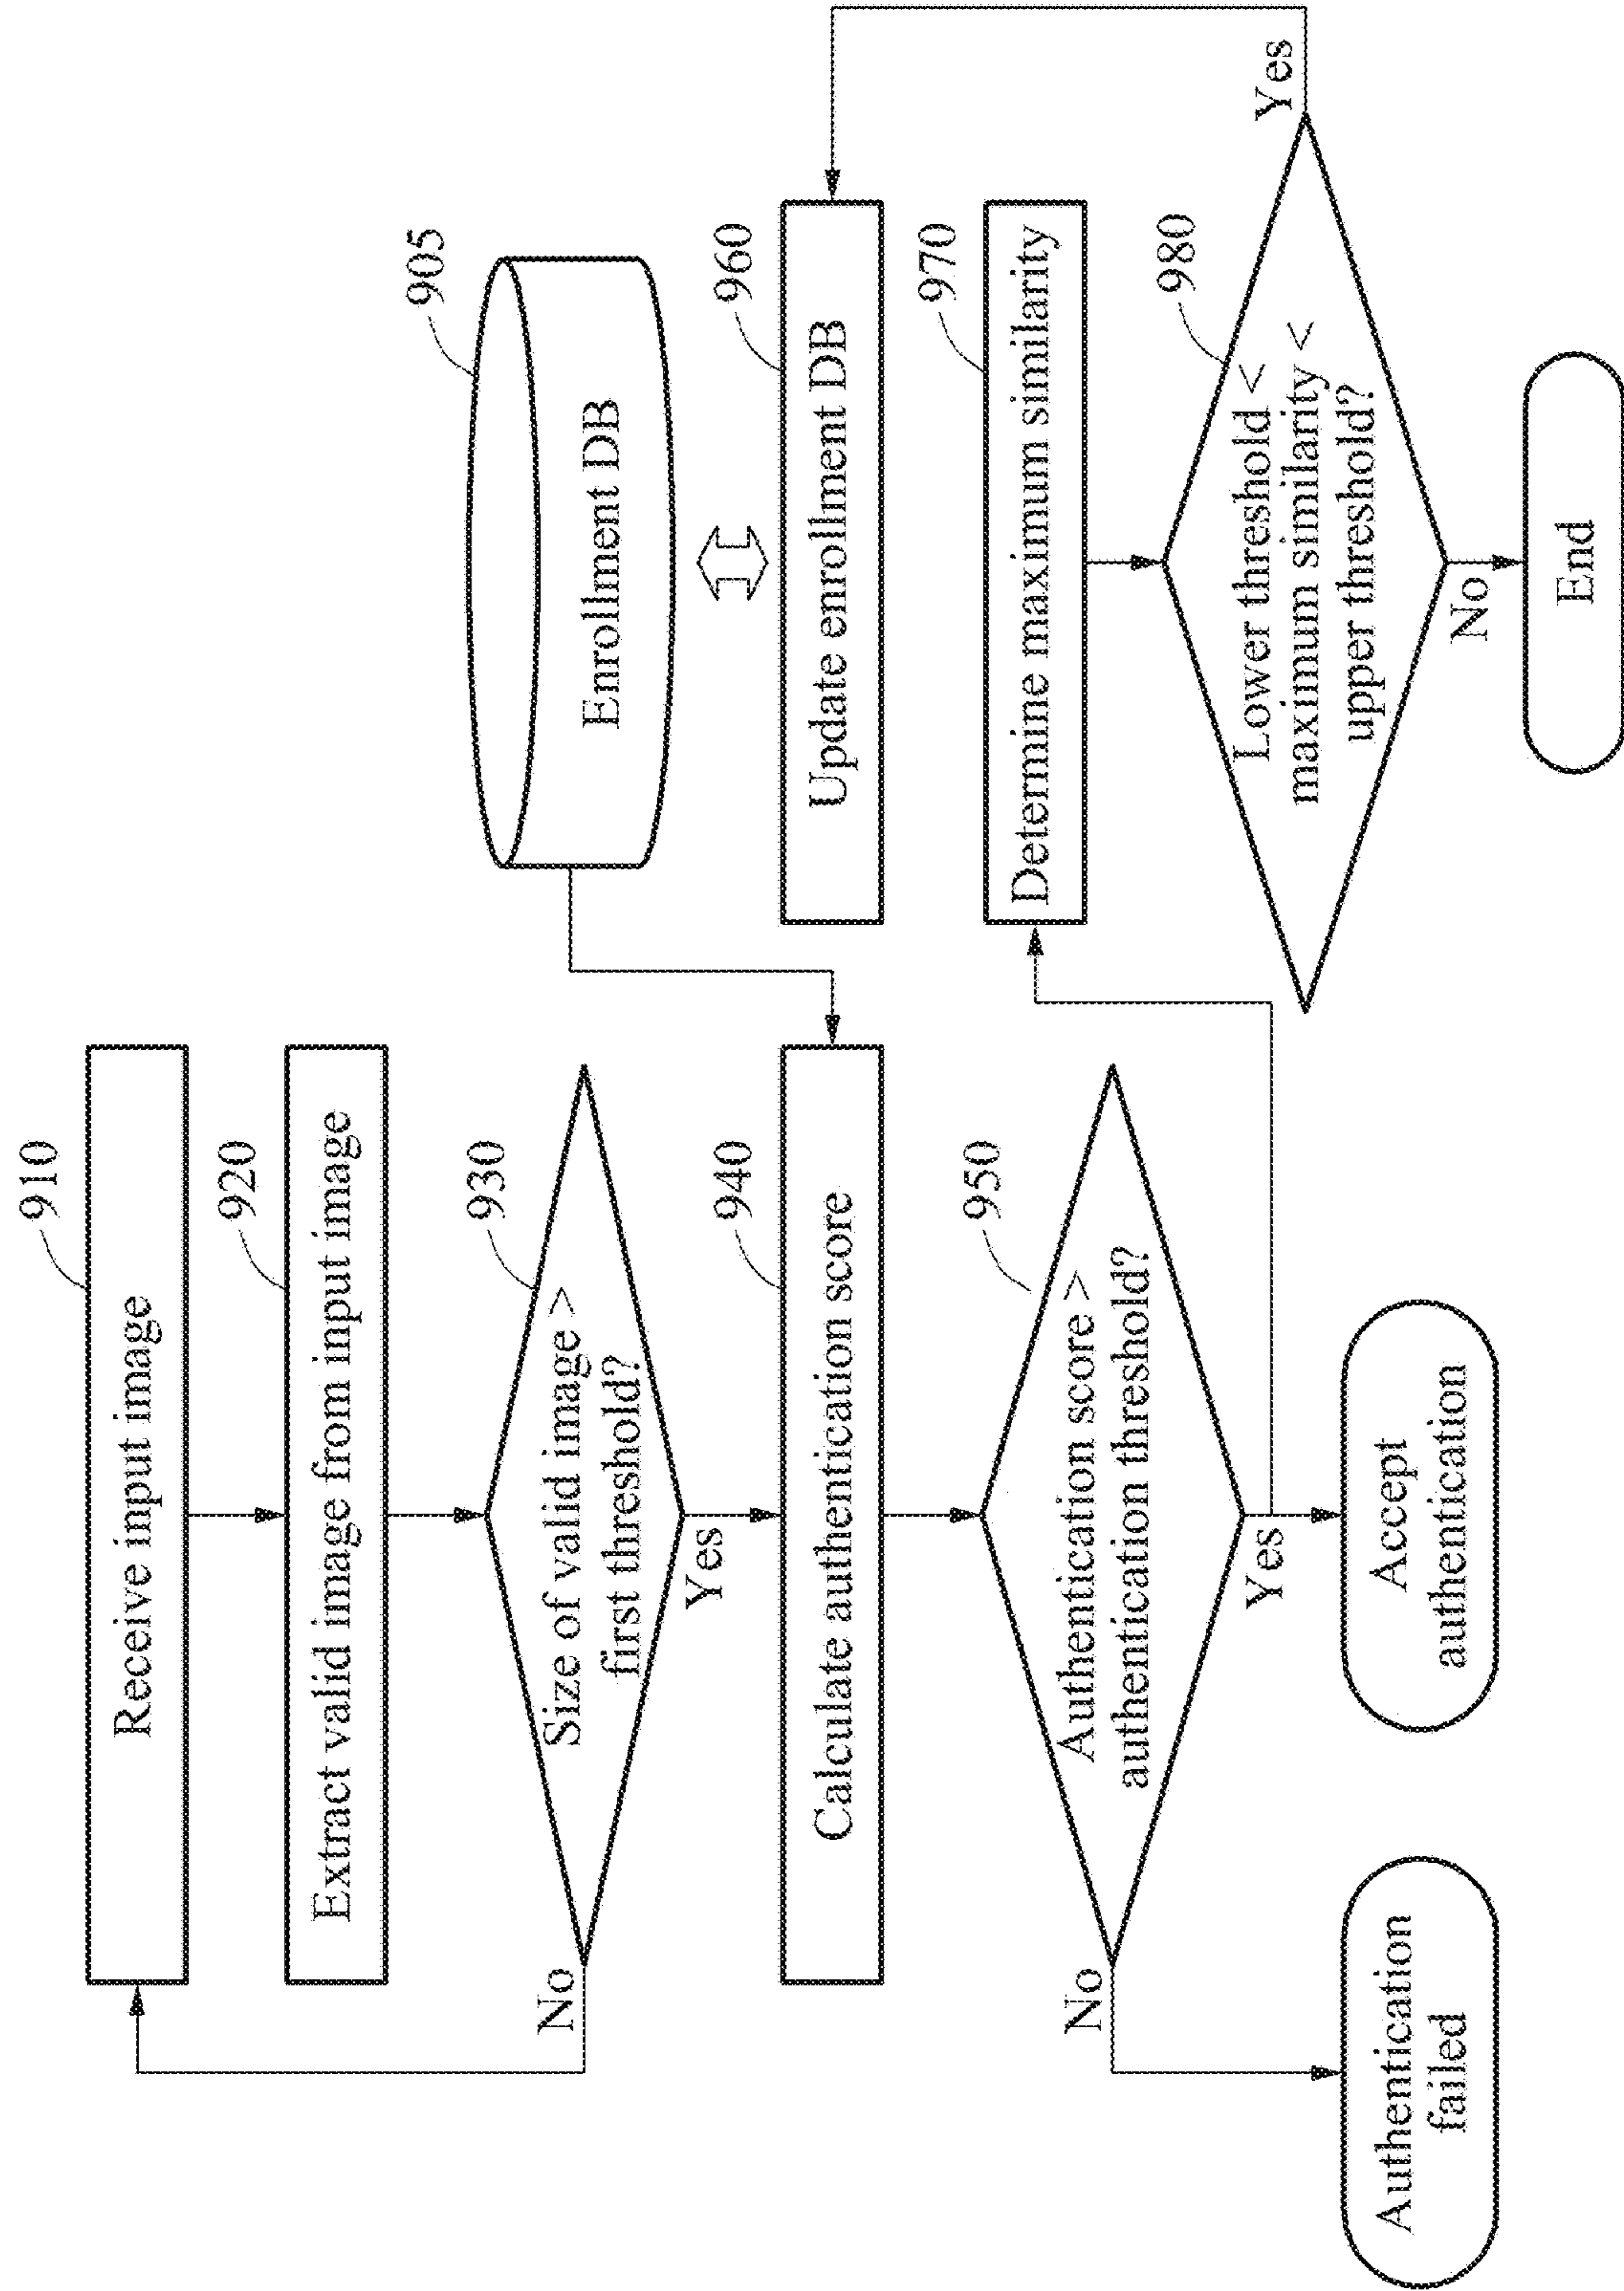 910
Receive input image
920
Extract valid image from input image
930
Size of valid image >
first threshold?
No
Yes
940
Calculate authentication score
950
Authentication score >
authentication threshold?
No
Yes
Authentication
failed
Accept
authentication
905
Enrollment DB
960
Update enrollment DB
970
Determine maximum similarity
980
Lower threshold <
maximum similarity <
upper threshold?
Yes
No
End